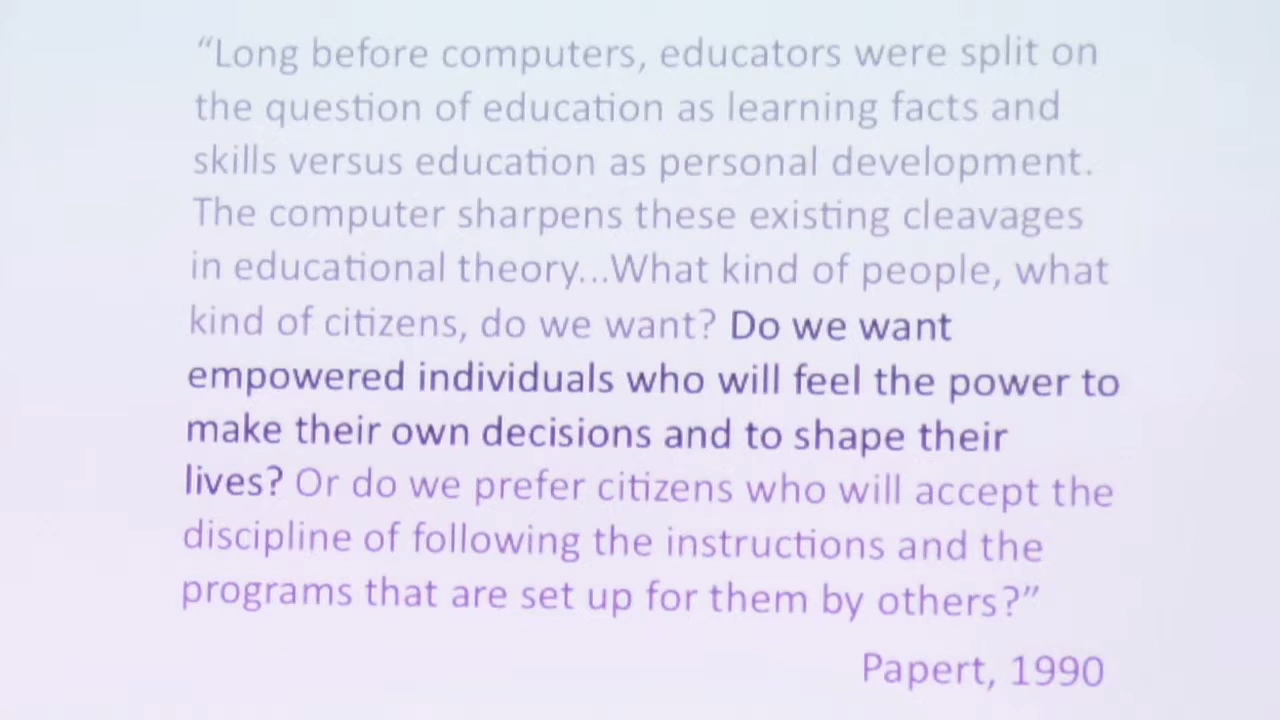 “Long before computers, educators were split on
the question of education as learning facts and
skills versus education as personal development.
The computer sharpens these existing cleavages
in educational theory...What kind of people, what
kind of citizens, do we want? Do we want
empowered individuals who will feel the power to
make their own decisions and to shape their
lives? Or do we prefer citizens who will accept the
discipline of following the instructions and the
programs that are set up for them by others?”
Papert, 1990